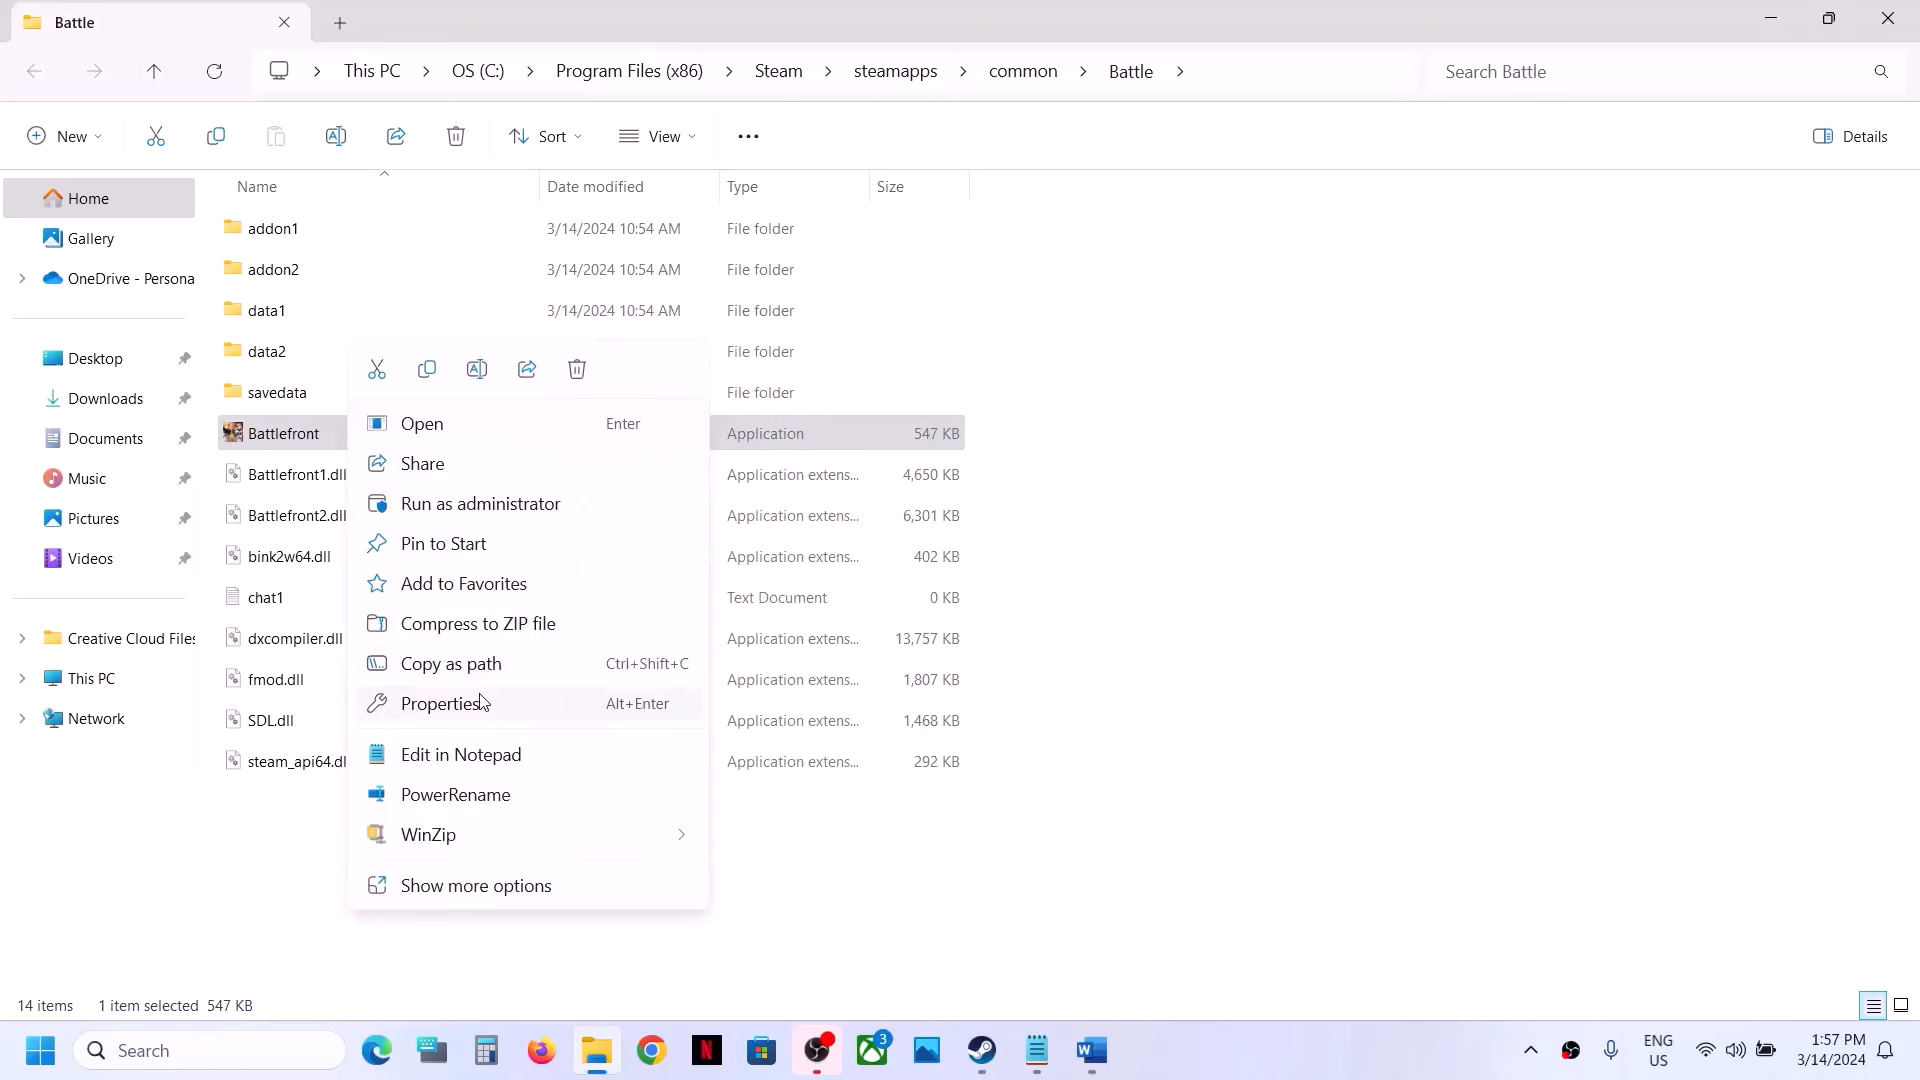 Battle
This PC > OS (C:) > Program Files (x86) > Steam > steamapps > common > Battle >
Search Battle
New
Sort
View
Details
Name
Date modified
Type
Size
Home
Gallery
OneDrive - Persona
Desktop
Downloads
Documents
Music
Pictures
Videos
Creative Cloud Files
This PC
Network
addon1 3/14/2024 10:54 AM File folder
addon2 3/14/2024 10:54 AM File folder
data1 3/14/2024 10:54 AM File folder
data2 File folder
savedata File folder
Battlefront Application 547 KB
Battlefront1.dll Application extens... 4,650 KB
Battlefront2.dll Application extens... 6,301 KB
bink2w64.dll Application extens... 402 KB
chat1 Text Document 0 KB
dxcompiler.dll Application extens... 13,757 KB
fmod.dll Application extens... 1,807 KB
SDL.dll Application extens... 1,468 KB
steam_api64.dl Application extens... 292 KB
Open Enter
Share
Run as administrator
Pin to Start
Add to Favorites
Compress to ZIP file
Copy as path Ctrl+Shift+C
Properties Alt+Enter
Edit in Notepad
PowerRename
WinZip
Show more options
14 items 1 item selected 547 KB
Search
3
ENG
US
1:57 PM
3/14/2024